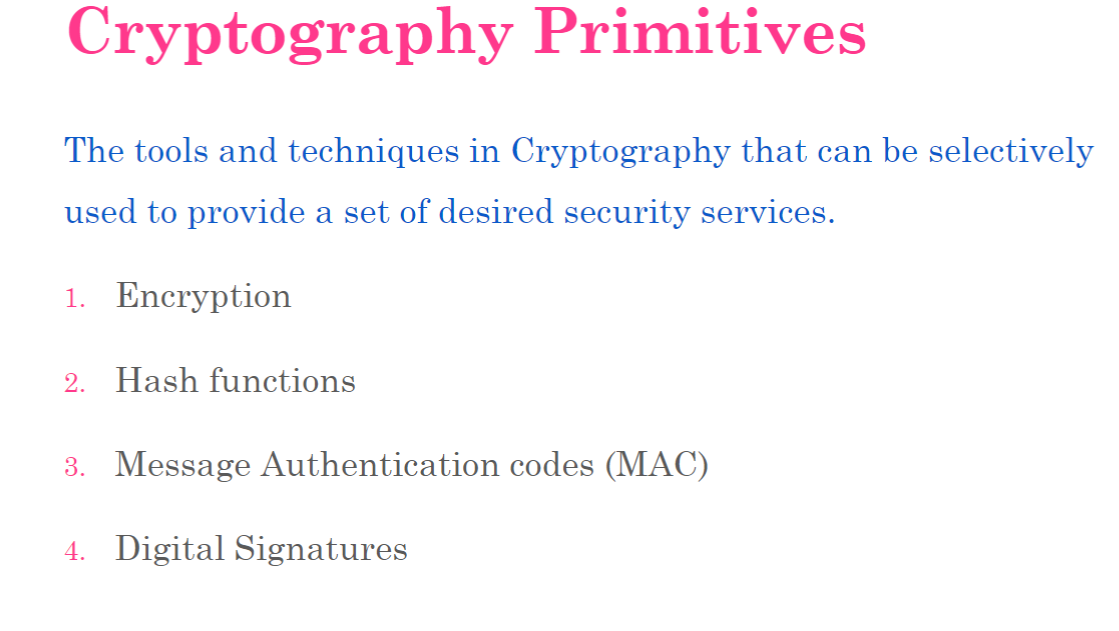 Cryptography Primitives
The tools and techniques in Cryptography that can be selectively
used to provide a set of desired security services.
1. Encryption
2. Hash functions
3. Message Authentication codes (MAC)
4. Digital Signatures